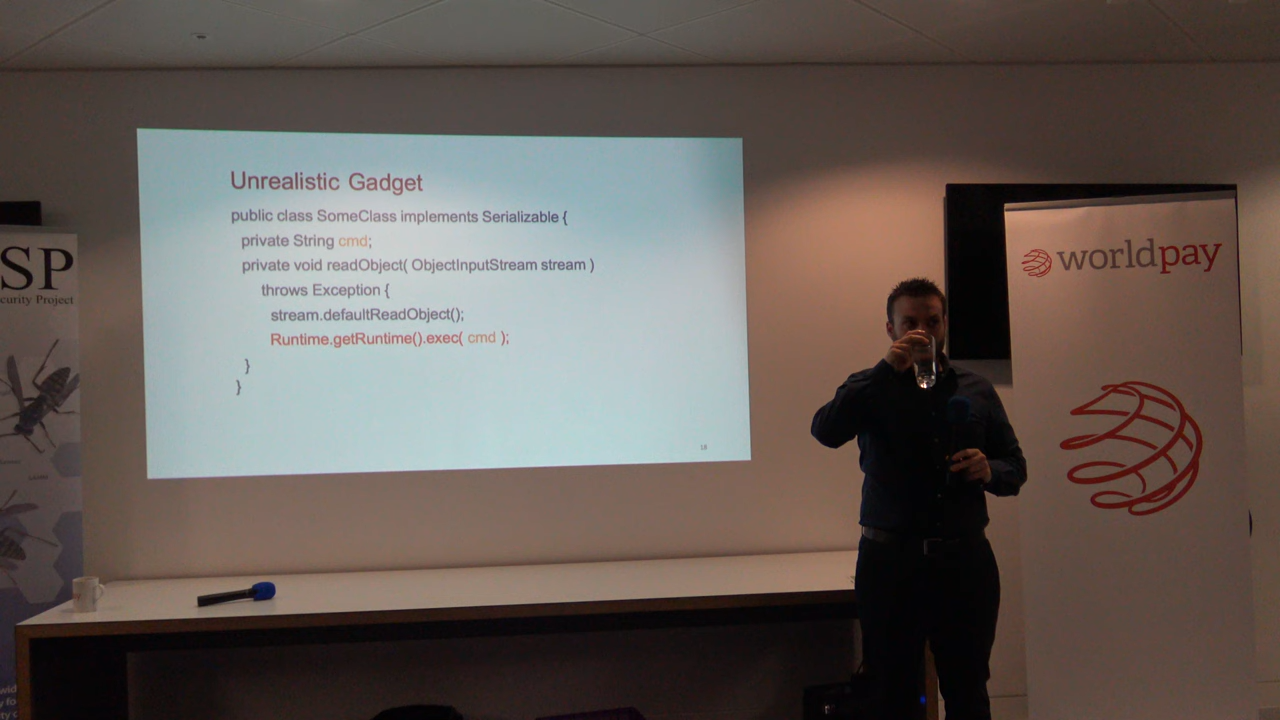 Unrealistic Gadget
public class SomeClass implements Serializable {
private String cmd;
private void readObject( ObjectInputStream stream )
throws Exception {
stream.defaultReadObject();
Runtime.getRuntime().exec( cmd );
}
}
18
SP
curity Project
worldpay